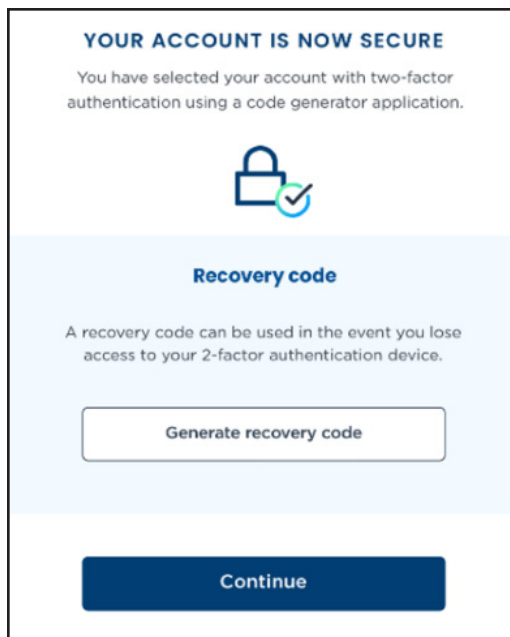 YOUR ACCOUNT IS NOW SECURE
You have selected your account with two-factor
authentication using a code generator application.
Recovery code
A recovery code can be used in the event you lose
access to your 2-factor authentication device.
Generate recovery code
Continue